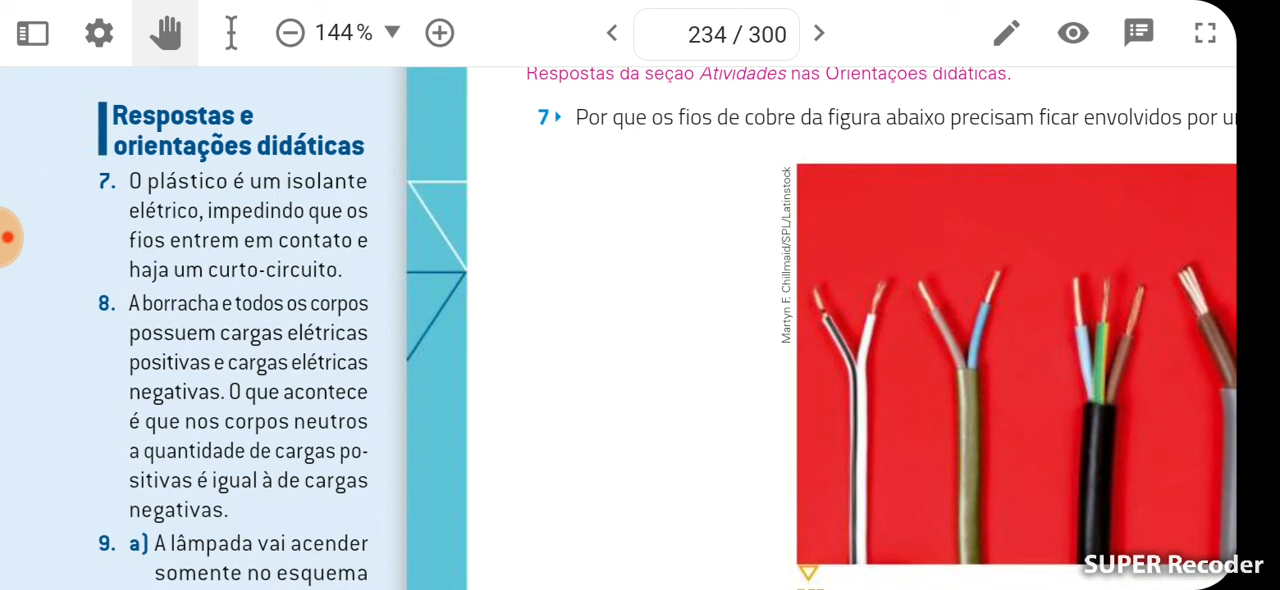 144%
234 / 300
Respostas e
orientações didáticas
7. O plástico é um isolante
elétrico, impedindo que os
fios entrem em contato e
haja um curto-circuito.
8. A borracha e todos os corpos
possuem cargas elétricas
positivas e cargas elétricas
negativas. O que acontece
é que nos corpos neutros
a quantidade de cargas po-
sitivas é igual à de cargas
negativas.
9. a) A lâmpada vai acender
somente no esquema
Respostas da seção Atividades nas Orientações didáticas.
7 Por que os fios de cobre da figura abaixo precisam ficar envolvidos por
Martyn F. Chillmaid/SPL/Latinstock
SUPER Recoder